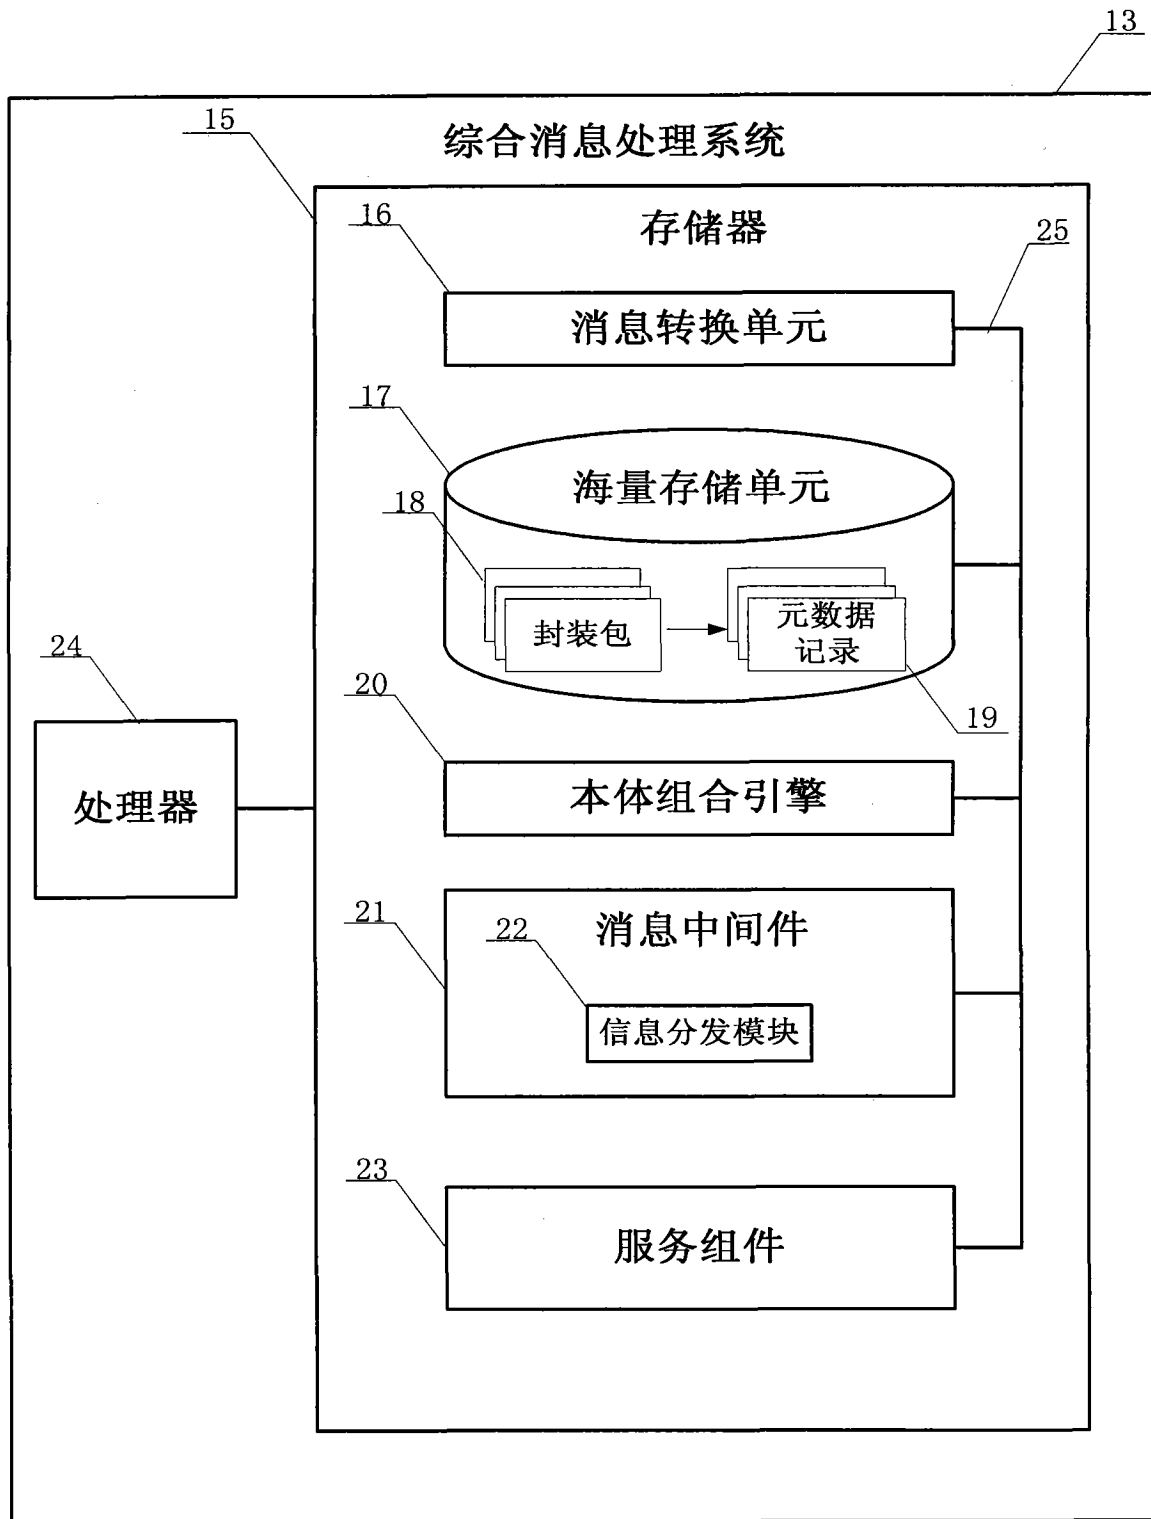 13
15
综合消息处理系统
16
存储器
25
消息转换单元
17
海量存储单元
18
封装包
元数据
记录
24
20
19
处理器
本体组合引擎
21
22
消息中间件
信息分发模块
23
服务组件